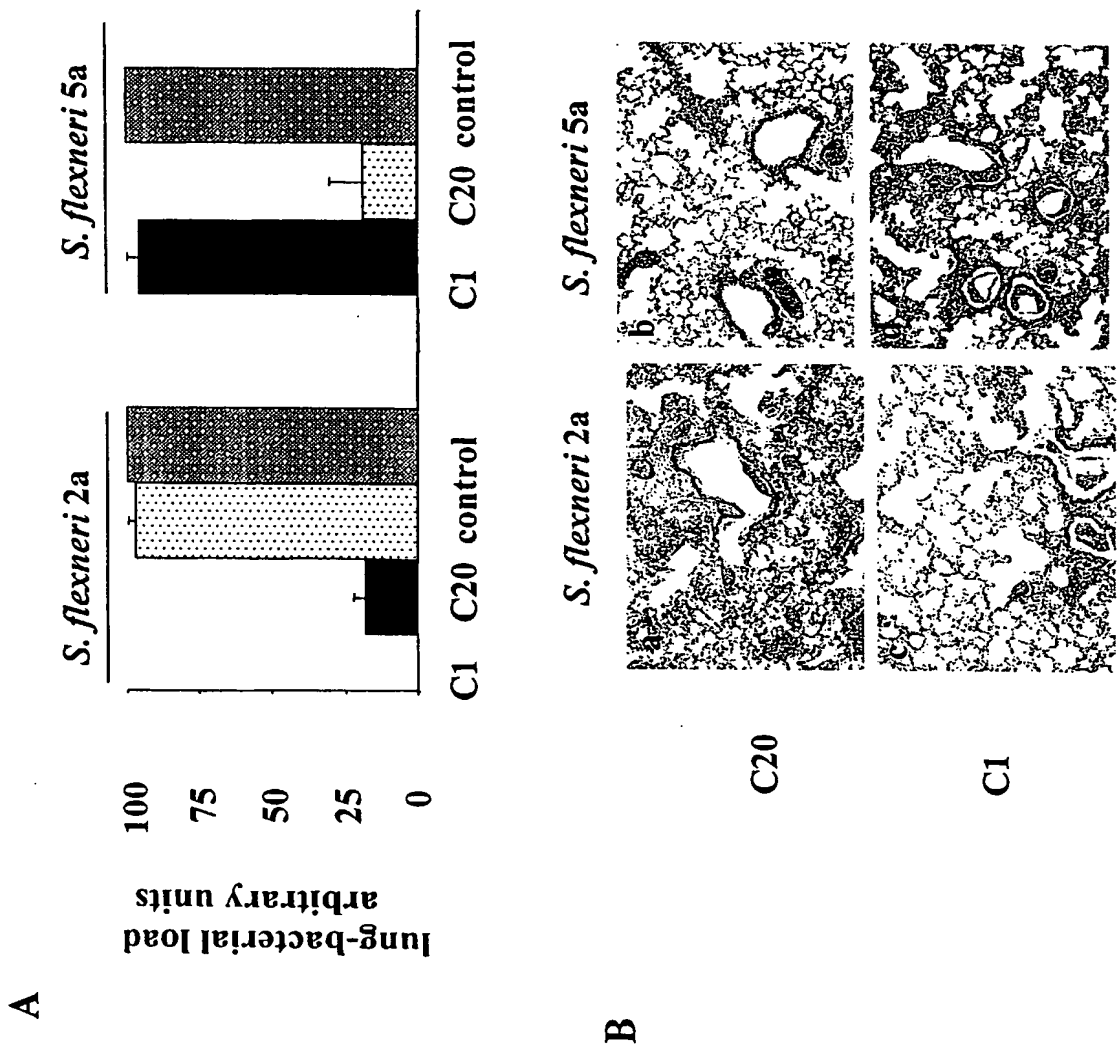 A
S. flexneri 2a
S. flexneri 5a
lung-bacterial load
arbitrary units
100
75
50
25
0
C1 C20 control
C1 C20 control
B
S. flexneri 2a
S. flexneri 5a
C20
C1
a
b
c
d